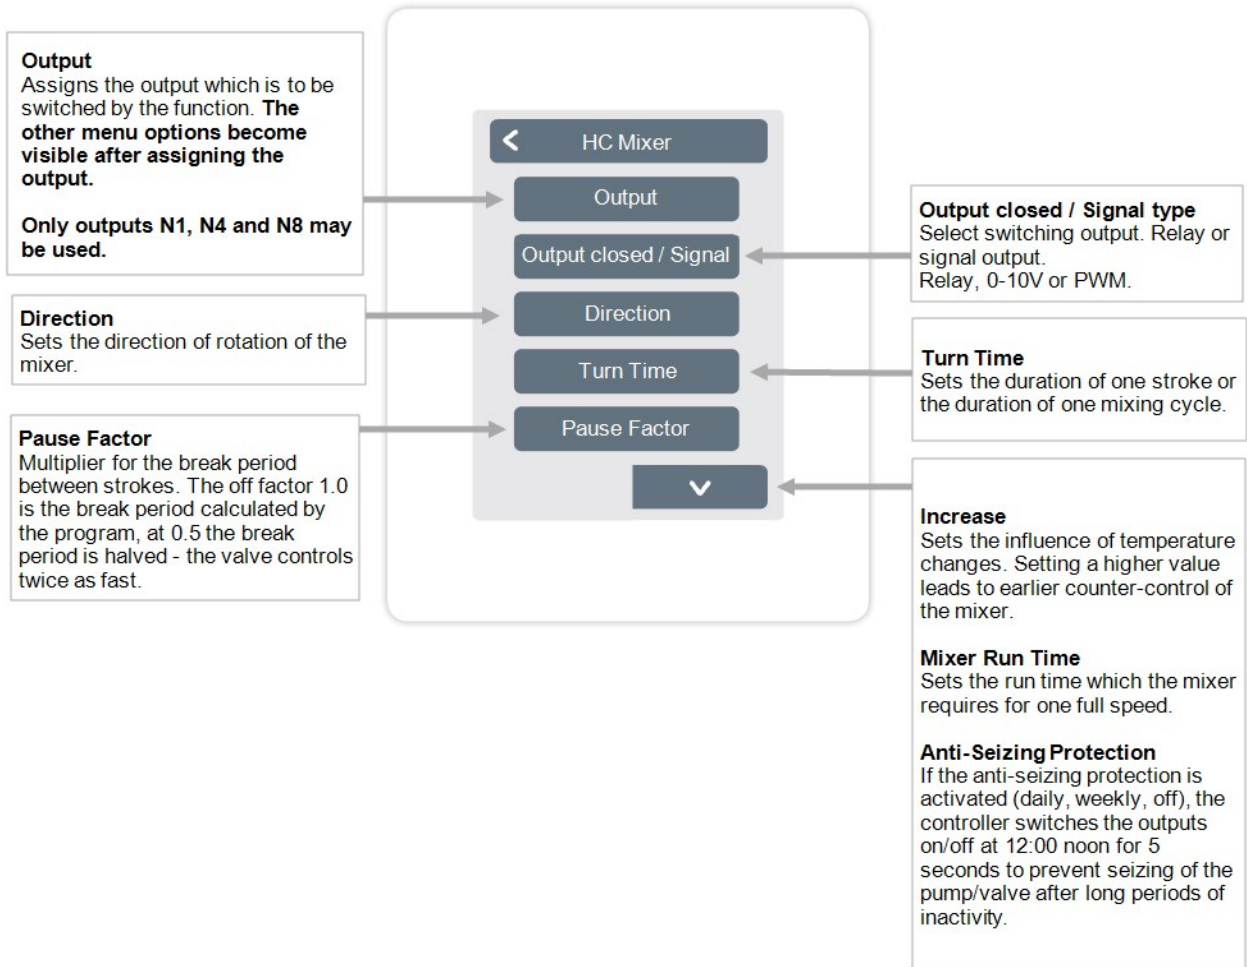 Output
Assigns the output which is to be
switched by the function. The
other menu options become
visible after assigning the
output.
Only outputs N1, N4 and N8 may
be used.
Direction
Sets the direction of rotation of the
mixer.
Pause Factor
Multiplier for the break period
between strokes. The off factor 1.0
is the break period calculated by
the program, at 0.5 the break
period is halved - the valve controls
twice as fast.
HC Mixer
Output
Output closed / Signal
Direction
Turn Time
Pause Factor
Output closed / Signal type
Select switching output. Relay or
signal output.
Relay, 0-10V or PWM.
Turn Time
Sets the duration of one stroke or
the duration of one mixing cycle.
Increase
Sets the influence of temperature
changes. Setting a higher value
leads to earlier counter-control of
the mixer.
Mixer Run Time
Sets the run time which the mixer
requires for one full speed.
Anti-Seizing Protection
If the anti-seizing protection is
activated (daily, weekly, off), the
controller switches the outputs
on/off at 12:00 noon for 5
seconds to prevent seizing of the
pump/valve after long periods of
inactivity.